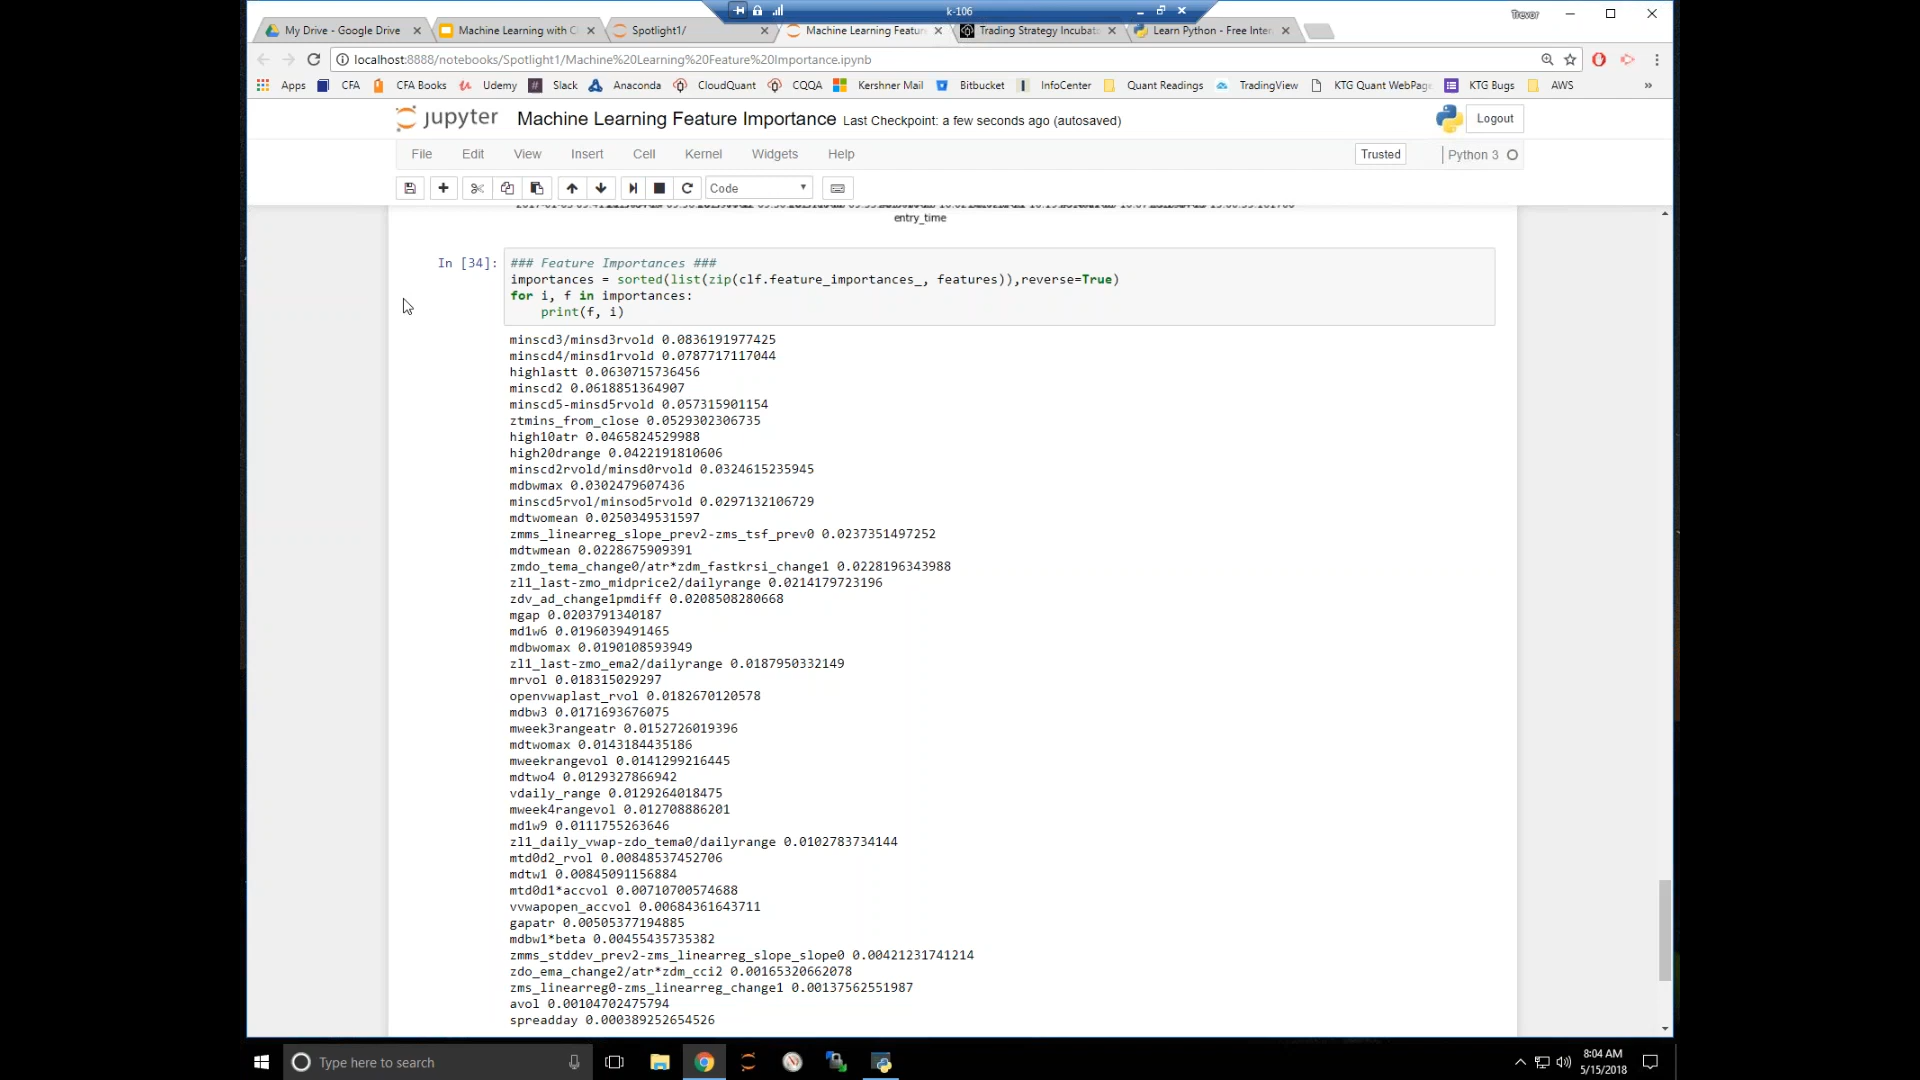 k-106
Trevor
My Drive - Google Drive
Machine Learning with C
Spotlight1/
Machine Learning Featur
Trading Strategy Incubat
Learn Python - Free Inter
localhost:8888/notebooks/Spotlight1/Machine%20Learning%20Feature%20Importance.ipynb
Apps CFA CFA Books Udemy Slack Anaconda CloudQuant CQQA Kershner Mail Bitbucket InfoCenter Quant Readings TradingView KTG Quant WebPage KTG Bugs AWS »
jupyter Machine Learning Feature Importance Last Checkpoint: a few seconds ago (autosaved)
Logout
File Edit View Insert Cell Kernel Widgets Help
Trusted Python 3
Code
entry_time
In [34]: ### Feature Importances ###
importances = sorted(list(zip(clf.feature_importances_, features)),reverse=True)
for i, f in importances:
print(f, i)
minscd3/minsd3rvold 0.0836191977425
minscd4/minsd1rvold 0.0787717117044
highlastt 0.0630715736456
minscd2 0.0618851364907
minscd5-minsd5rvold 0.057315901154
ztmins_from_close 0.0529302306735
high10atr 0.0465824529988
high20drange 0.0422191810606
minscd2rvold/minsd0rvold 0.0324615235945
mdbwmax 0.0302479607436
minscd5rvol/minsod5rvold 0.0297132106729
mdtwomean 0.0250349531597
zmms_linearreg_slope_prev2-zms_tsf_prev0 0.0237351497252
mdtwmean 0.0228675909391
zmdo_tema_change0/atr*zdm_fastkrsi_change1 0.0228196343988
zl1_last-zmo_midprice2/dailyrange 0.0214179723196
zdv_ad_change1pmdiff 0.0208508280668
mgap 0.0203791340187
md1w6 0.0196039491465
mdbwomax 0.0190108593949
zl1_last-zmo_ema2/dailyrange 0.0187950332149
mrvol 0.018315029297
openvwaplast_rvol 0.0182670120578
mdbw3 0.0171693676075
mweek3rangeatr 0.0152726019396
mdtwomax 0.0143184435186
mweekrangevol 0.0141299216445
mdtwo4 0.0129327866942
vdaily_range 0.0129264018475
mweek4rangevol 0.012708886201
md1w9 0.0111755263646
zl1_daily_vwap-zdo_tema0/dailyrange 0.0102783734144
mtd0d2_rvol 0.00848537452706
mdtw1 0.00845091156884
mtd0d1*accvol 0.00710700574688
vvwapopen_accvol 0.00684361643711
gapatr 0.00505377194885
mdbw1*beta 0.00455435735382
zmms_stddev_prev2-zms_linearreg_slope_slope0 0.00421231741214
zdo_ema_change2/atr*zdm_cci2 0.00165320662078
zms_linearreg0-zms_linearreg_change1 0.00137562551987
avol 0.00104702475794
spreadday 0.000389252654526
Type here to search
8:04 AM
5/15/2018